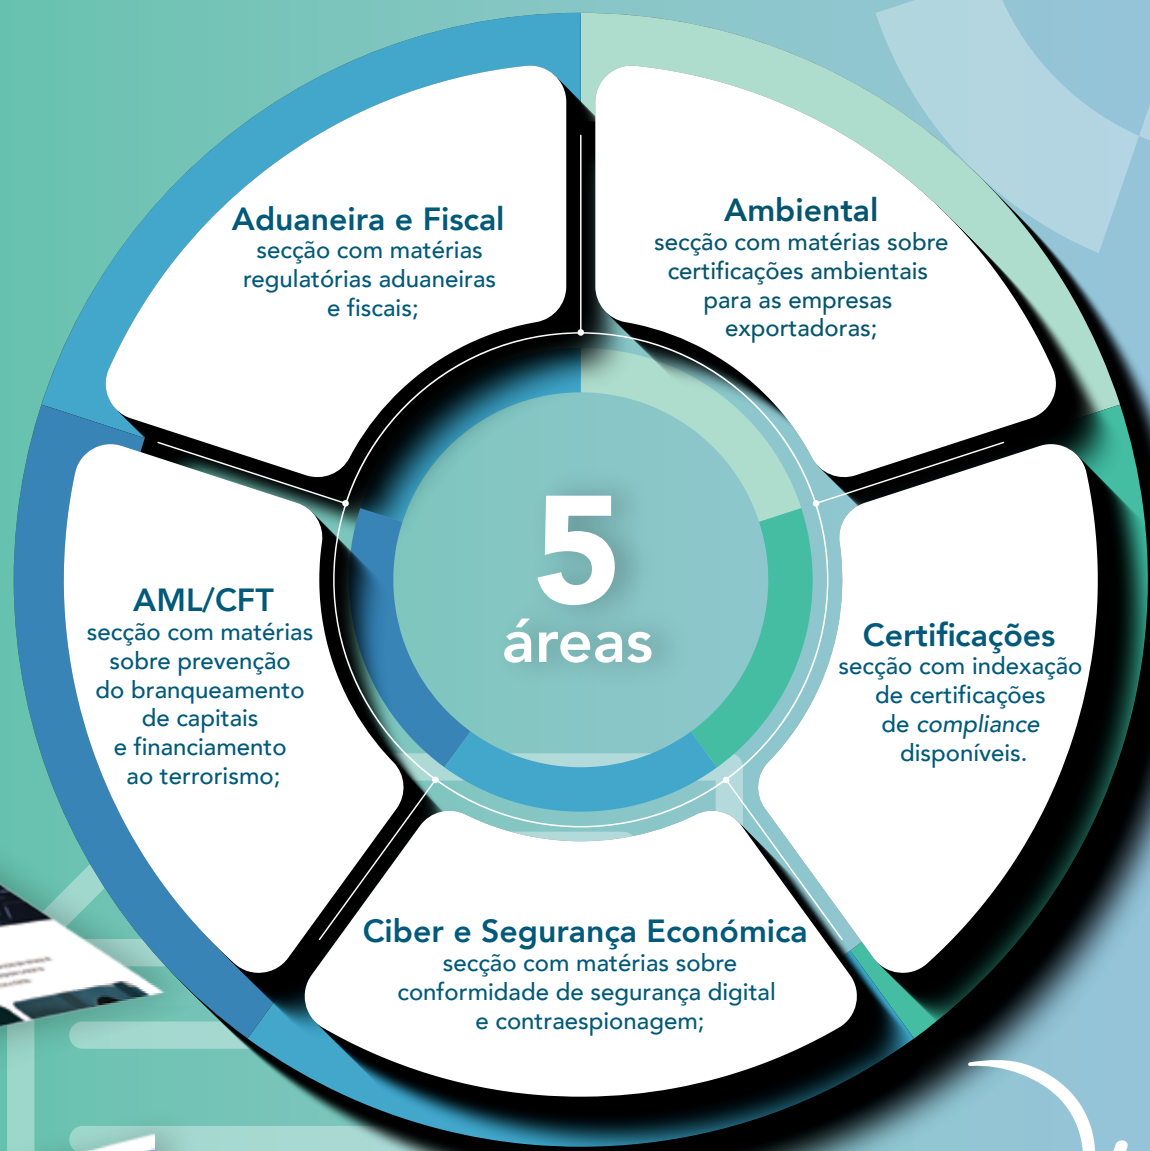 Aduaneira e Fiscal
secção com matérias
regulatórias aduaneiras
e fiscais;
Ambiental
secção com matérias sobre
certificações ambientais
para as empresas
exportadoras;
5
áreas
AML/CFT
secção com matérias
sobre prevenção
do branqueamento
de capitais
e financiamento
ao terrorismo;
Certificações
secção com indexação
de certificações
de compliance
disponíveis.
Ciber e Segurança Económica
secção com matérias sobre
conformidade de segurança digital
e contraespionagem;